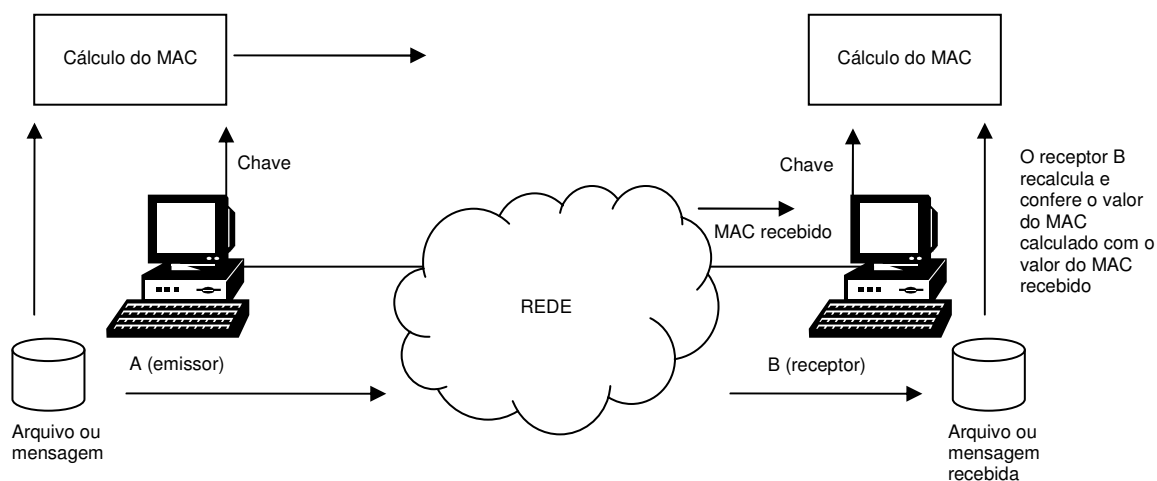 Cálculo do MAC
Cálculo do MAC
Chave
Chave
O receptor B
recalcula e
confere o valor
do MAC
calculado com o
valor do MAC
recebido
MAC recebido
REDE
A (emissor)
B (receptor)
Arquivo ou
mensagem
Arquivo ou
mensagem
recebida